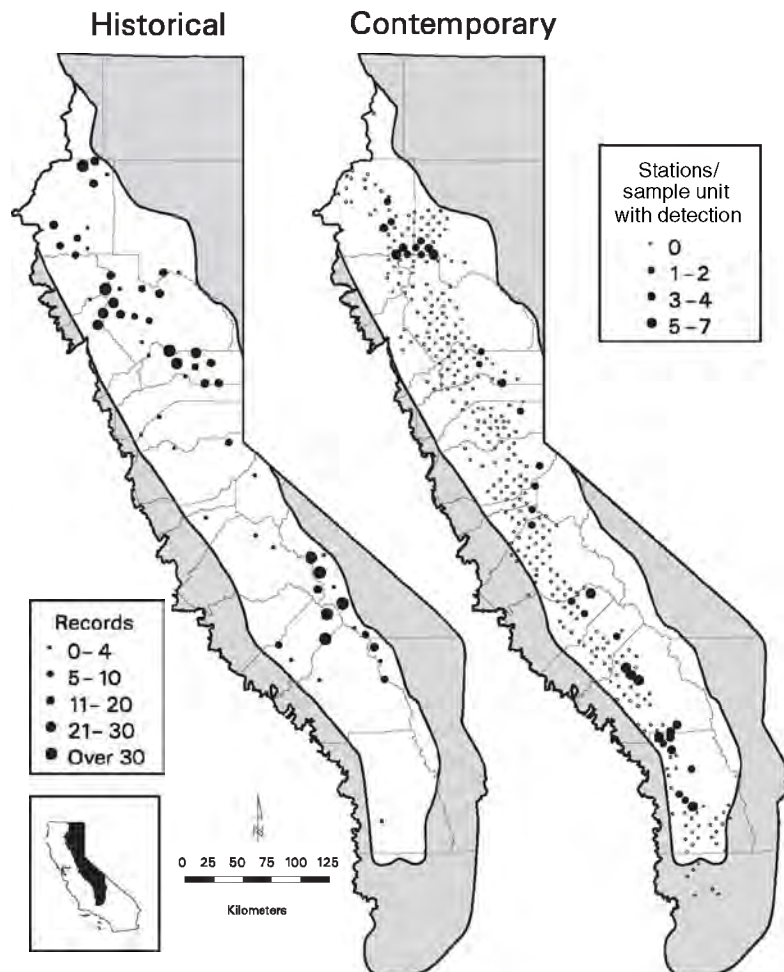 Historical
Contemporary
Stations/
sample unit
with detection
0
1–2
3–4
5–7
Records
0–4
5–10
11–20
21–30
Over 30
N
0 25 50 75 100 125
Kilometers